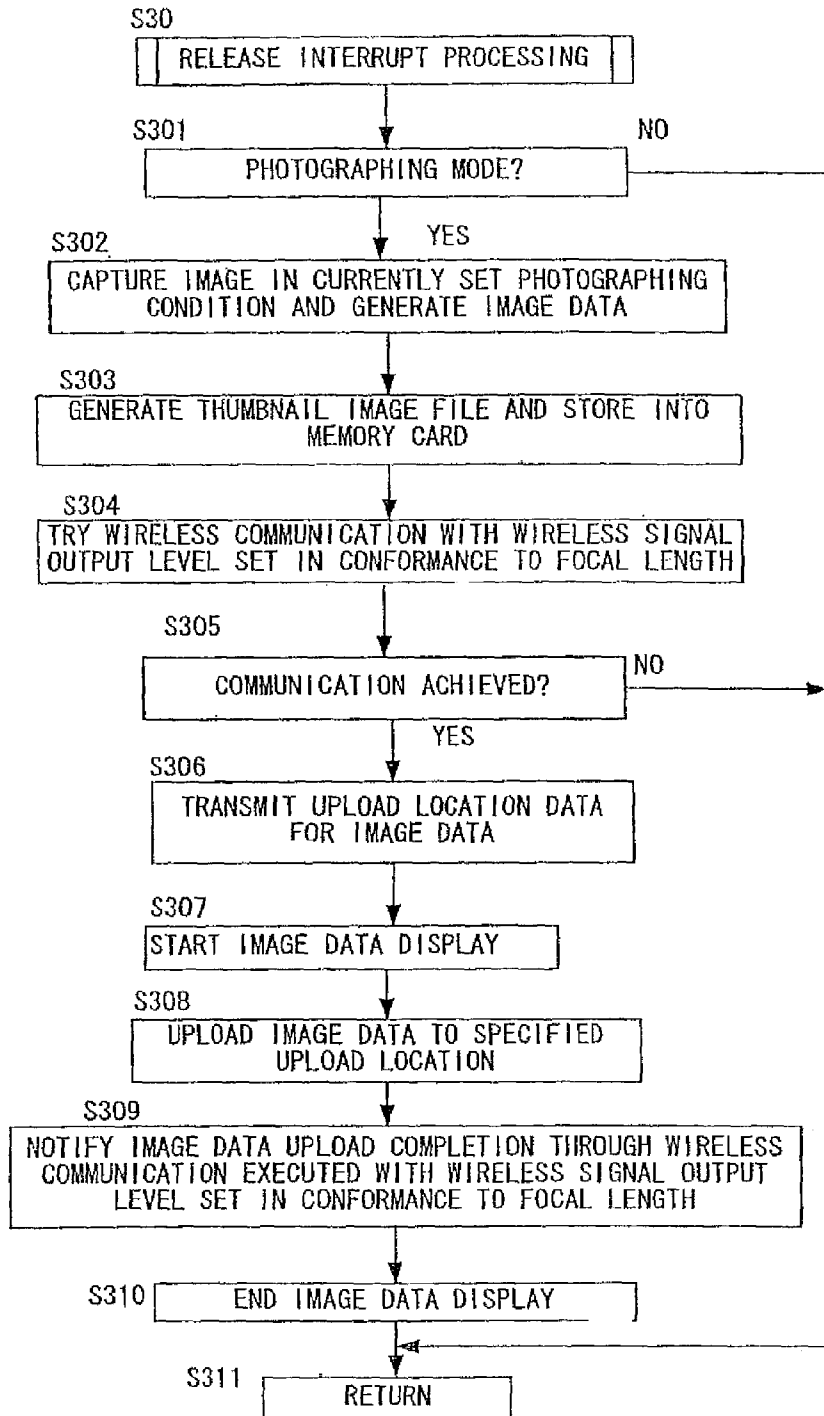 S30
RELEASE INTERRUPT PROCESSING
S301
NO
PHOTOGRAPHING MODE?
YES
S302
CAPTURE IMAGE IN CURRENTLY SET PHOTOGRAPHING
CONDITION AND GENERATE IMAGE DATA
S303
GENERATE THUMBNAIL IMAGE FILE AND STORE INTO
MEMORY CARD
S304
TRY WIRELESS COMMUNICATION WITH WIRELESS SIGNAL
OUTPUT LEVEL SET IN CONFORMANCE TO FOCAL LENGTH
S305
NO
COMMUNICATION ACHIEVED?
YES
S306
TRANSMIT UPLOAD LOCATION DATA
FOR IMAGE DATA
S307
START IMAGE DATA DISPLAY
S308
UPLOAD IMAGE DATA TO SPECIFIED
UPLOAD LOCATION
S309
NOTIFY IMAGE DATA UPLOAD COMPLETION THROUGH WIRELESS
COMMUNICATION EXECUTED WITH WIRELESS SIGNAL OUTPUT
LEVEL SET IN CONFORMANCE TO FOCAL LENGTH
S310
END IMAGE DATA DISPLAY
S311
RETURN